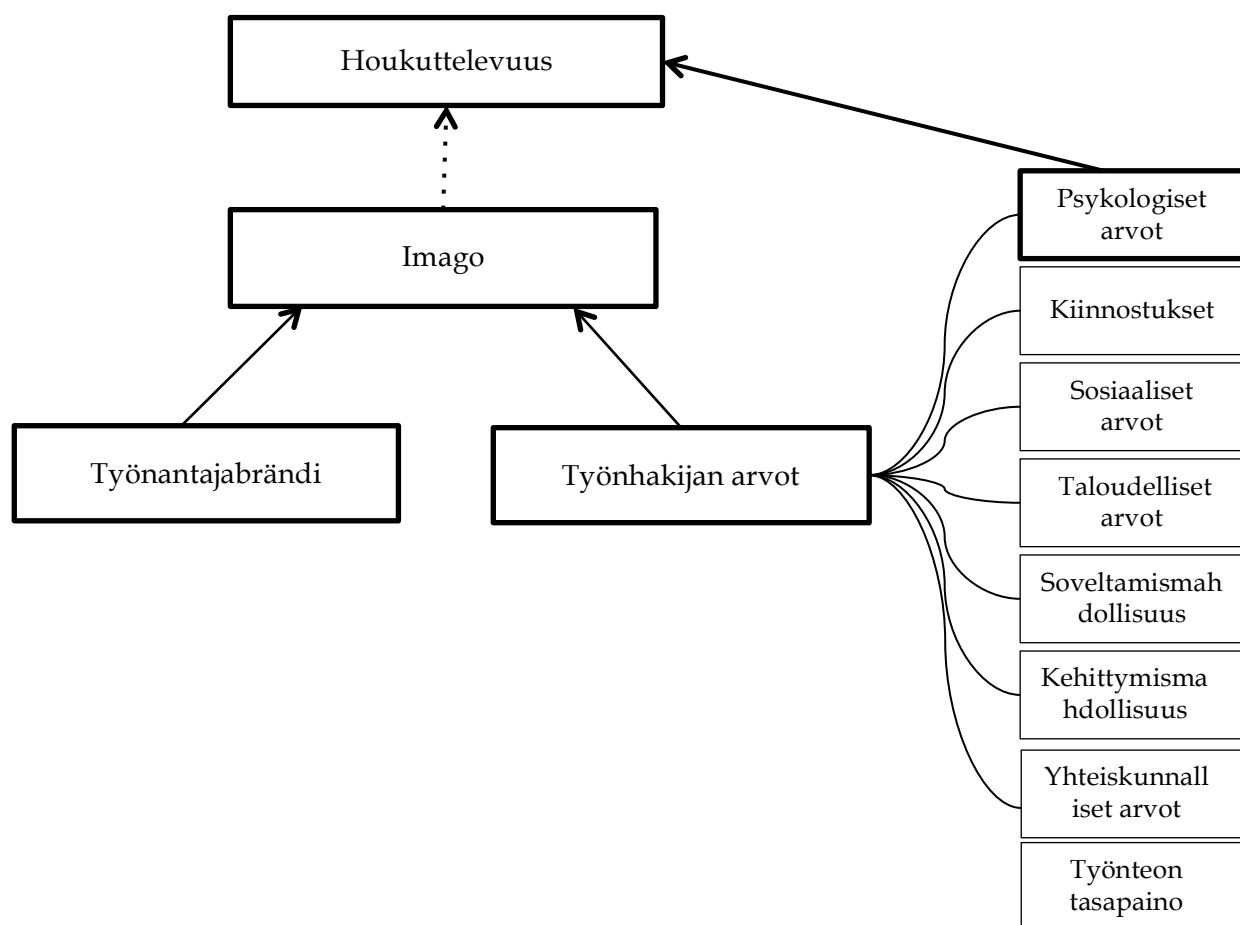 Houkuttelevuus
Psykologiset
arvot
Imago
Kiinnostukset
Sosiaaliset
arvot
Työnantajabrändi
Työnhakijan arvot
Taloudelliset
arvot
Soveltamismah
dollisuus
Kehittymisma
hdollisuus
Yhteiskunnall
iset arvot
Työnteon
tasapaino